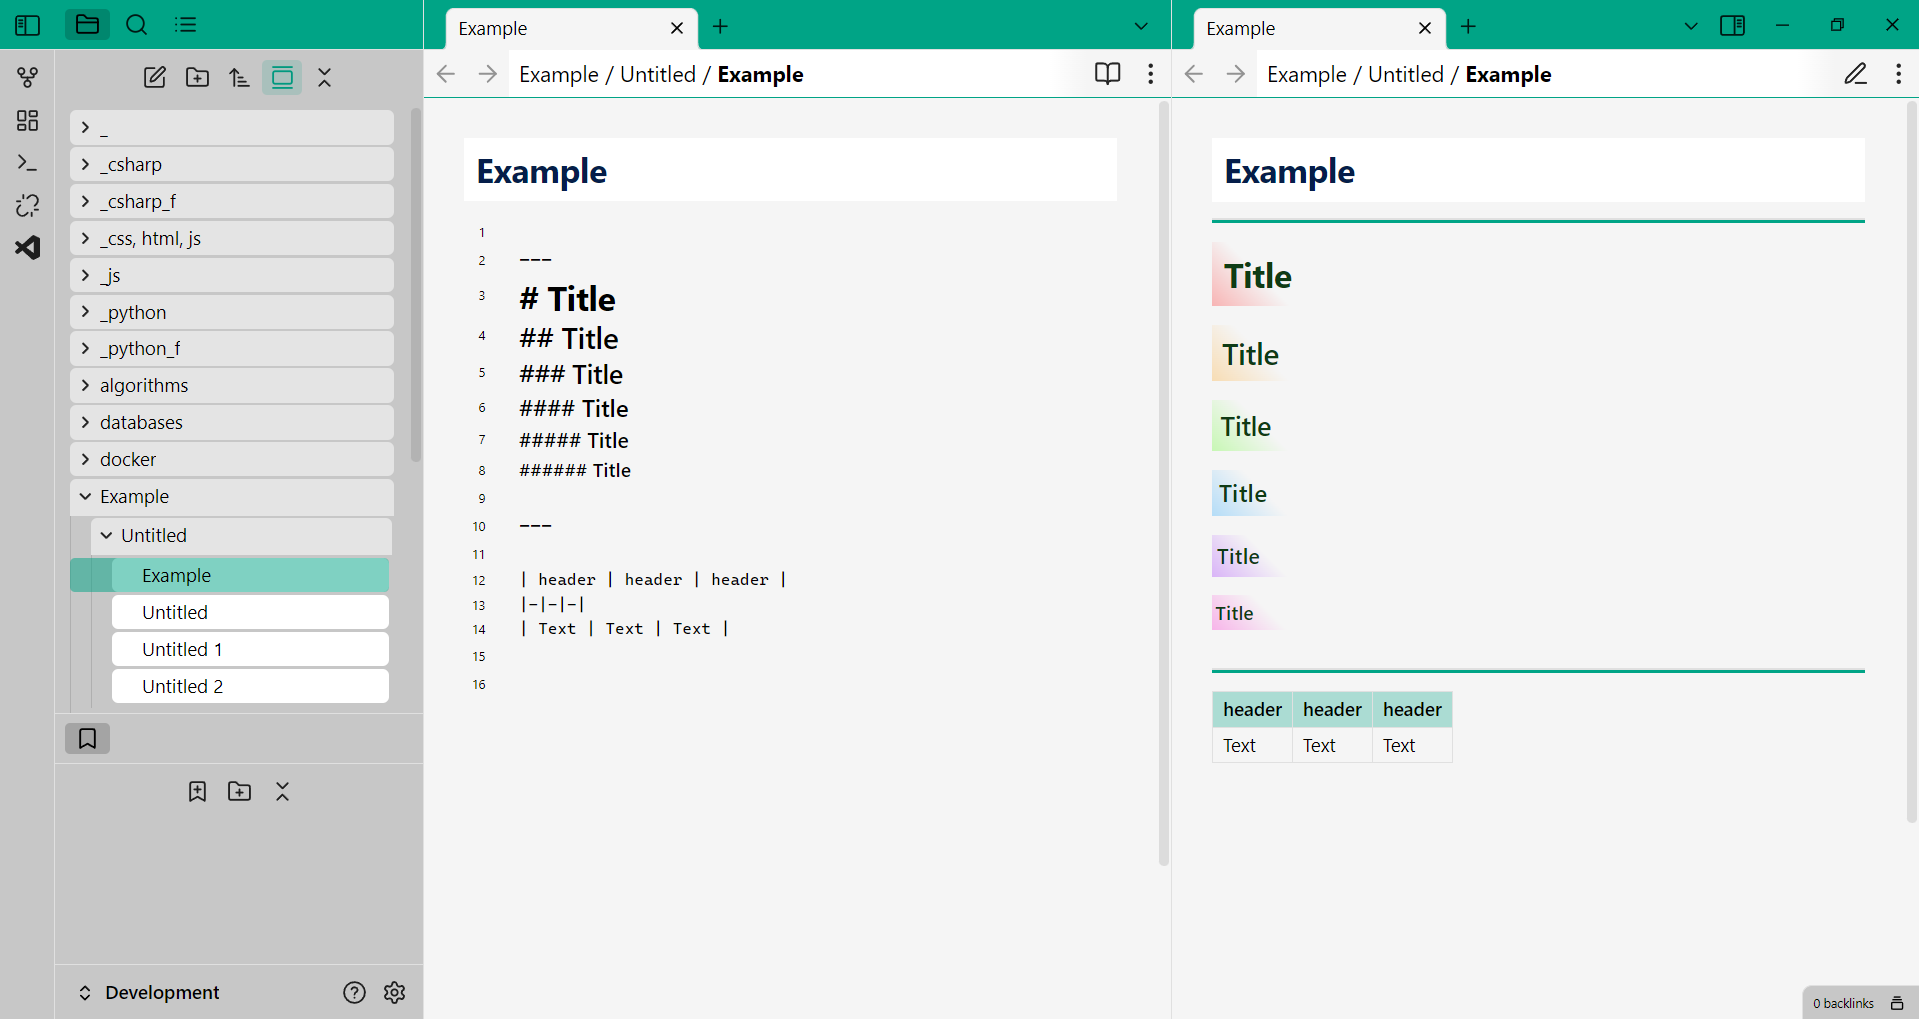 _
_csharp
_csharp_f
_css, html, js
_js
_python
_python_f
algorithms
databases
docker
Example
Untitled
Example
Untitled
Untitled 1
Untitled 2
Development
Example
Example / Untitled / Example
Example
1
2 ---
3 # Title
4 ## Title
5 ### Title
6 #### Title
7 ##### Title
8 ###### Title
9
10 ---
11
12 | header | header | header |
13 |-|-|-|
14 | Text | Text | Text |
15
16
Example
Example / Untitled / Example
Example
Title
Title
Title
Title
Title
Title
header header header
Text Text Text
0 backlinks